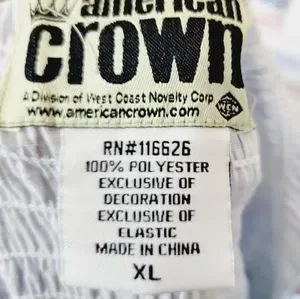 american
crown
A Division of West Coast Novelty Corp
www.americancrown.com
RN#116626
100% POLYESTER
EXCLUSIVE OF
DECORATION
EXCLUSIVE OF
ELASTIC
MADE IN CHINA
XL